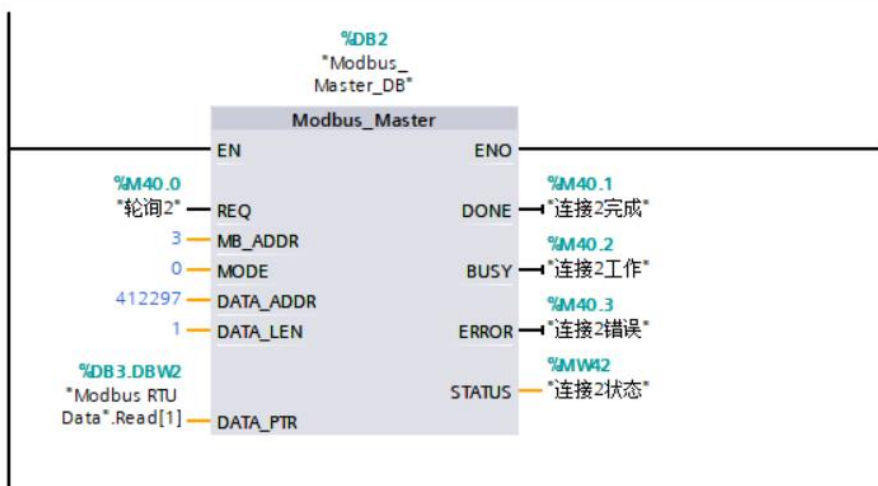 %DB2
"Modbus_
Master_DB"
Modbus_Master
EN
ENO
%M40.0
"轮询2"
REQ
%M40.1
DONE
"连接2完成"
3
MB_ADDR
0
MODE
%M40.2
BUSY
"连接2工作"
412297
DATA_ADDR
1
DATA_LEN
%M40.3
ERROR
"连接2错误"
%DB3.DBW2
"Modbus RTU
Data".Read[1]
DATA_PTR
%MW42
STATUS
"连接2状态"